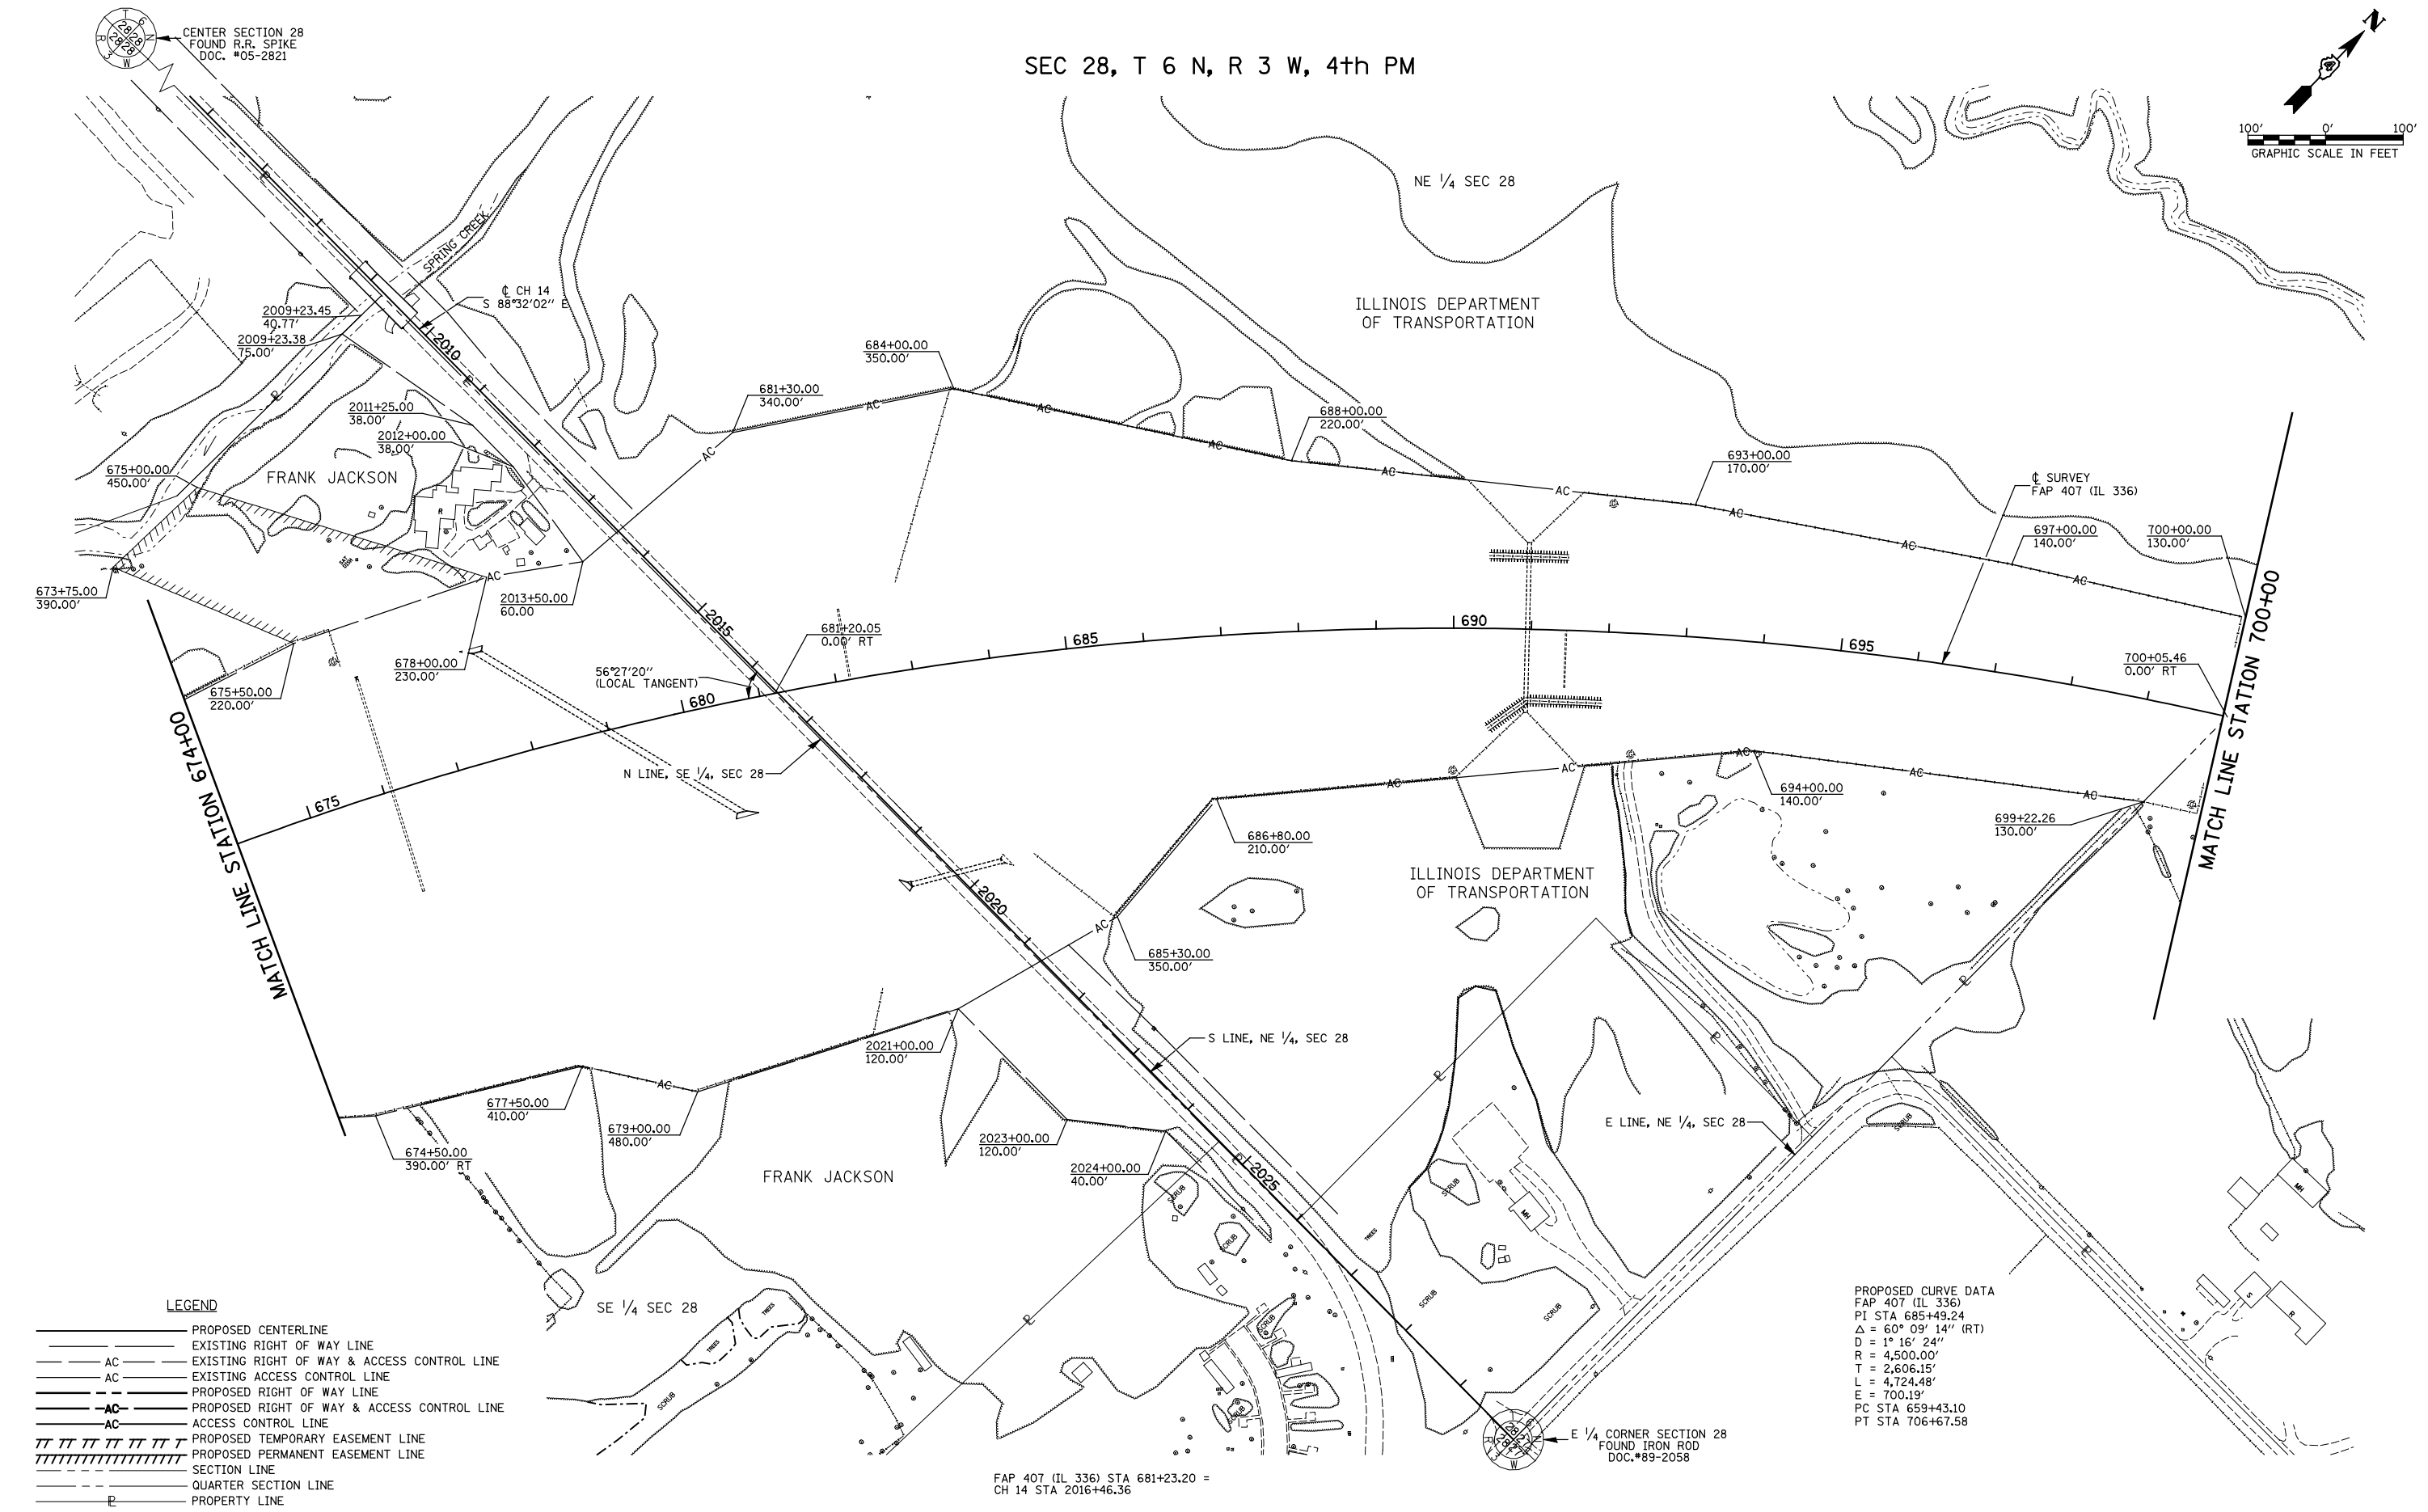 CENTER SECTION 28
FOUND R.R. SPIKE
DOC. #05-2821
SEC 28, T 6 N, R 3 W, 4th PM
N
100' 0' 100'
GRAPHIC SCALE IN FEET
NE 1/4 SEC 28
SPRING CREEK
℄ CH 14
S 88°32'02" E
ILLINOIS DEPARTMENT
OF TRANSPORTATION
2009+23.45
40.77'
2009+23.38
75.00'
2010
684+00.00
350.00'
681+30.00
340.00'
2011+25.00
38.00'
2012+00.00
38.00'
688+00.00
220.00'
675+00.00
450.00'
FRANK JACKSON
693+00.00
170.00'
℄ SURVEY
FAP 407 (IL 336)
697+00.00
140.00'
700+00.00
130.00'
673+75.00
390.00'
2013+50.00
60.00
2015
681+20.05
0.00' RT
685
690
695
678+00.00
230.00'
56°27'20"
(LOCAL TANGENT)
675+50.00
220.00'
680
700+05.46
0.00' RT
MATCH LINE STATION 674+00
MATCH LINE STATION 700+00
N LINE, SE 1/4, SEC 28
675
694+00.00
140.00'
686+80.00
210.00'
699+22.26
130.00'
ILLINOIS DEPARTMENT
OF TRANSPORTATION
2020
685+30.00
350.00'
2021+00.00
120.00'
S LINE, NE 1/4, SEC 28
677+50.00
410.00'
679+00.00
480.00'
2023+00.00
120.00'
2024+00.00
40.00'
E LINE, NE 1/4, SEC 28
674+50.00
390.00' RT
FRANK JACKSON
2025
SCRUB
SCRUB
SCRUB
SCRUB
TREES
MH
MH
SCRUB
SCRUB
SCRUB
SCRUB
TREES
TREES
SCRUB
S
R
R
SE 1/4 SEC 28
PROPOSED CURVE DATA
FAP 407 (IL 336)
PI STA 685+49.24
Δ = 60° 09' 14" (RT)
D = 1° 16' 24"
R = 4,500.00'
T = 2,606.15'
L = 4,724.48'
E = 700.19'
PC STA 659+43.10
PT STA 706+67.58
LEGEND
PROPOSED CENTERLINE
EXISTING RIGHT OF WAY LINE
AC EXISTING RIGHT OF WAY & ACCESS CONTROL LINE
AC EXISTING ACCESS CONTROL LINE
PROPOSED RIGHT OF WAY LINE
AC PROPOSED RIGHT OF WAY & ACCESS CONTROL LINE
AC ACCESS CONTROL LINE
PROPOSED TEMPORARY EASEMENT LINE
PROPOSED PERMANENT EASEMENT LINE
SECTION LINE
QUARTER SECTION LINE
PROPERTY LINE
E 1/4 CORNER SECTION 28
FOUND IRON ROD
DOC.#89-2058
FAP 407 (IL 336) STA 681+23.20 =
CH 14 STA 2016+46.36